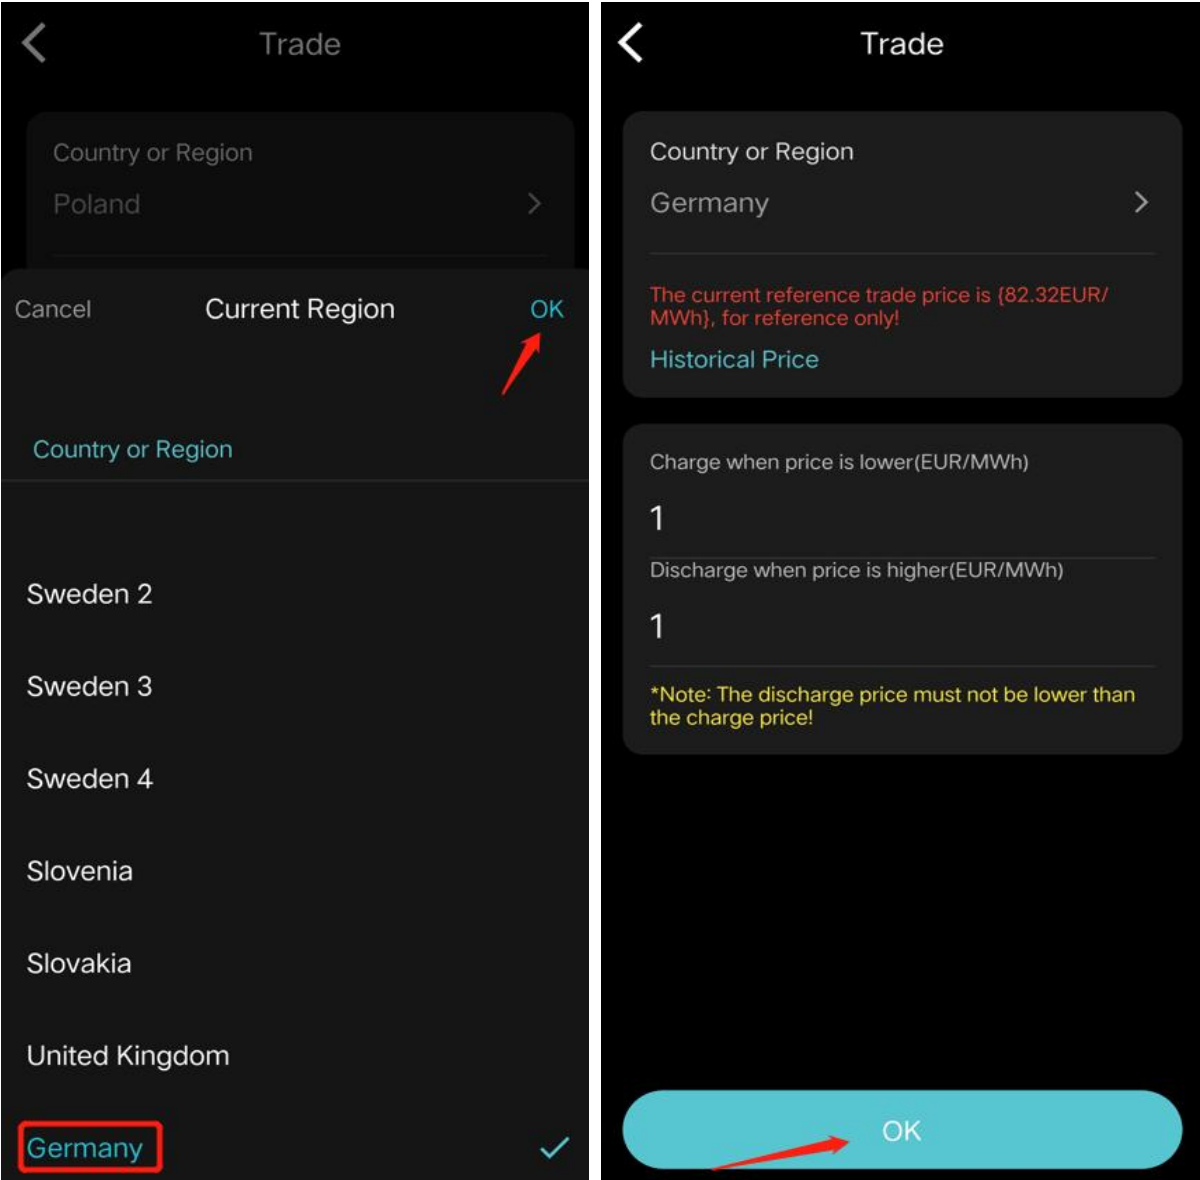 Trade
Country or Region
Poland
Cancel
Current Region
OK
Country or Region
Sweden 2
Sweden 3
Sweden 4
Slovenia
Slovakia
United Kingdom
Germany
Trade
Country or Region
Germany
The current reference trade price is {82.32EUR/
MWh}, for reference only!
Historical Price
Charge when price is lower(EUR/MWh)
1
Discharge when price is higher(EUR/MWh)
1
*Note: The discharge price must not be lower than
the charge price!
OK